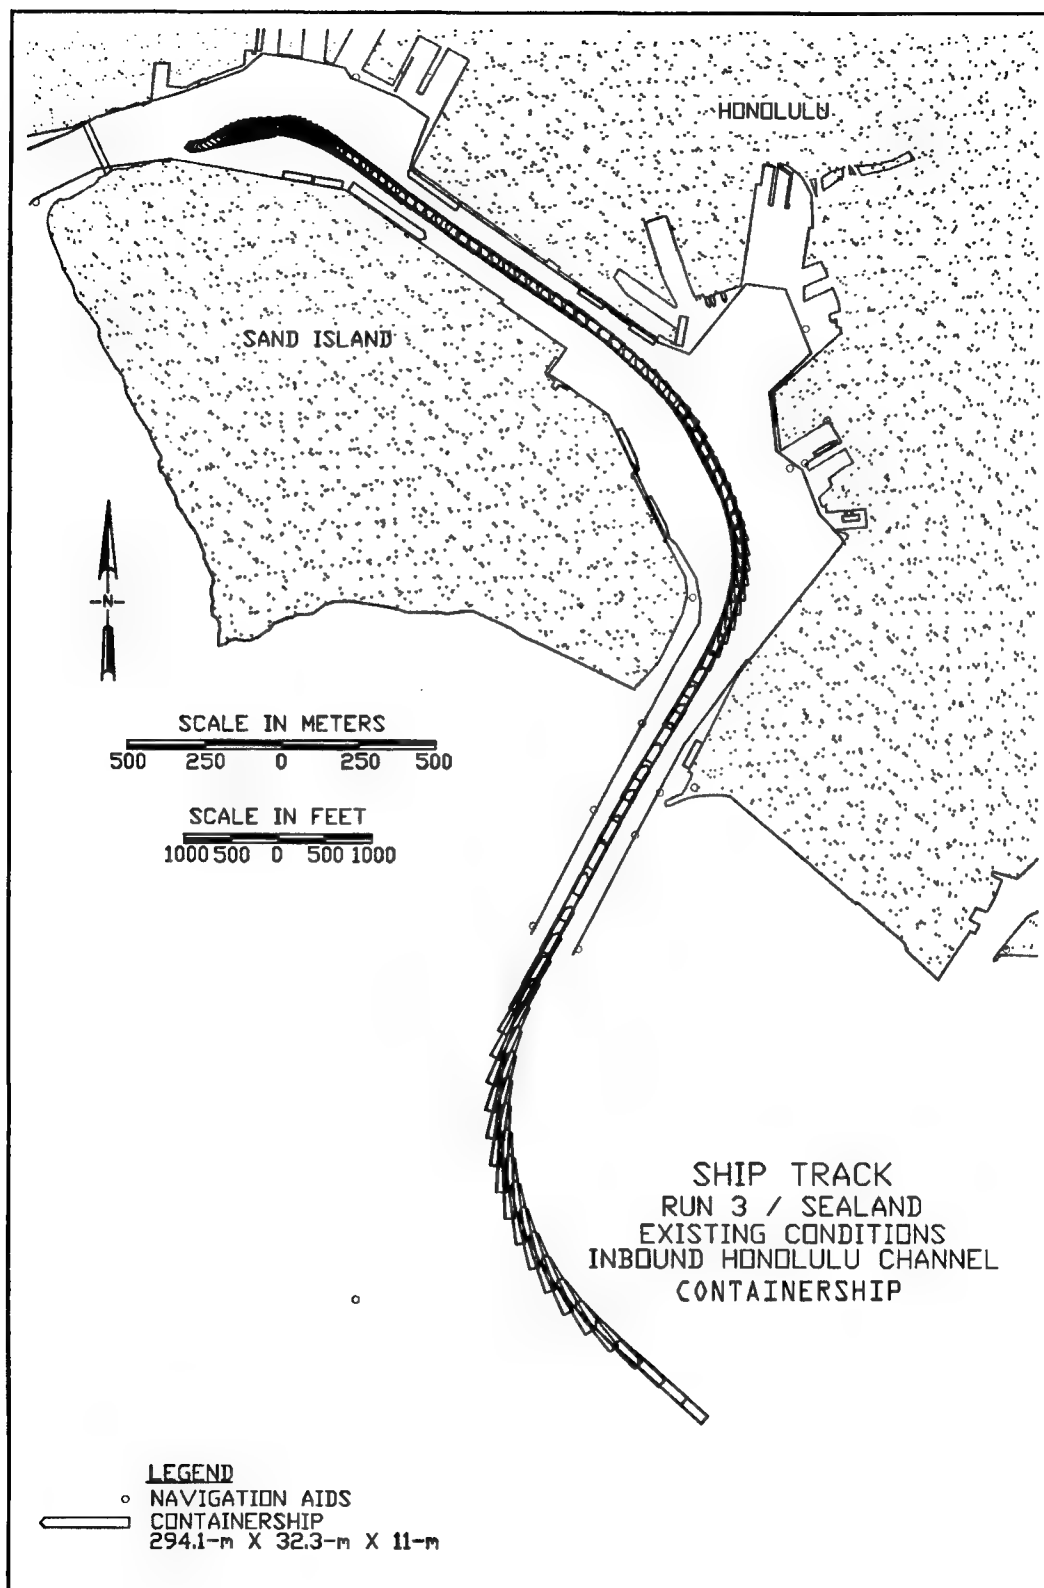 HONOLULU
SAND ISLAND
-N-
SCALE IN METERS
500 250 0 250 500
SCALE IN FEET
1000 500 0 500 1000
SHIP TRACK
RUN 3 / SEALAND
EXISTING CONDITIONS
INBOUND HONOLULU CHANNEL
CONTAINERSHIP
LEGEND
NAVIGATION AIDS
CONTAINERSHIP
294.1-m X 32.3-m X 11-m